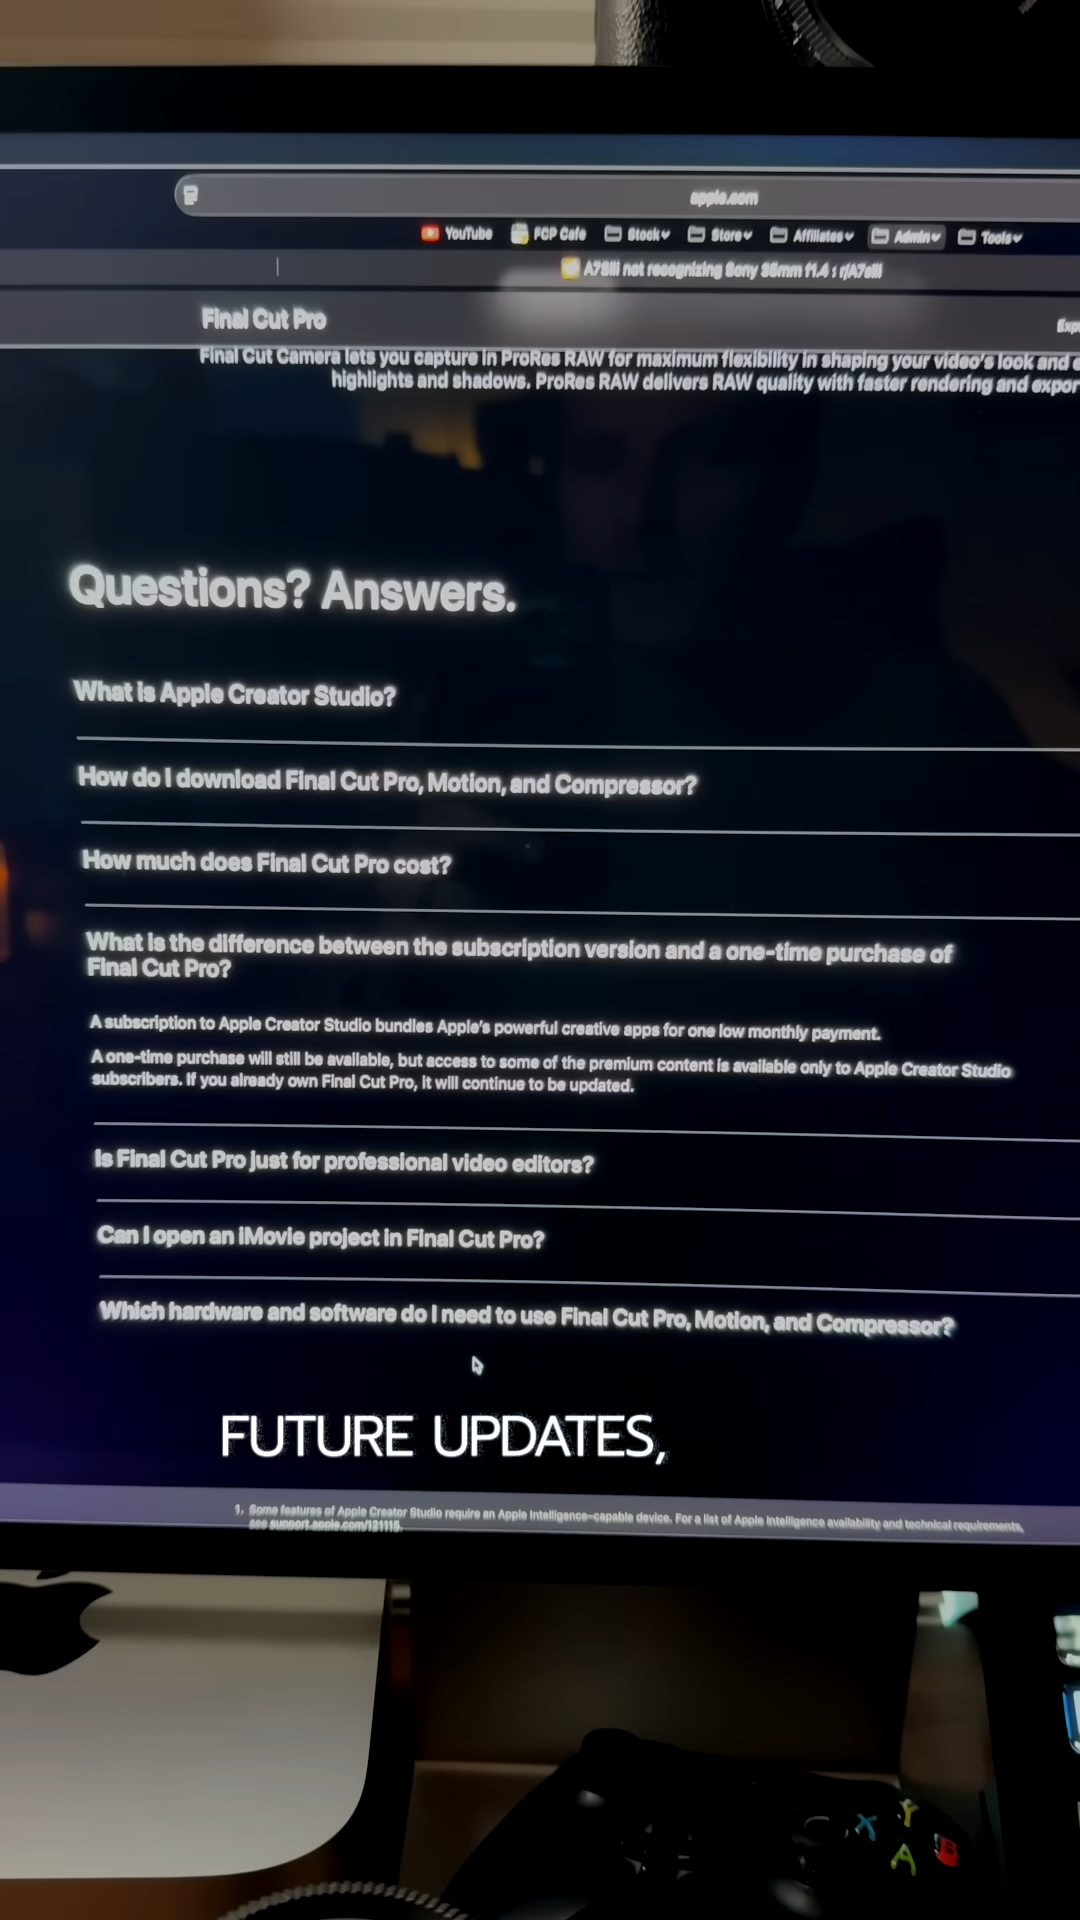 apple.com
YouTube FCP Cafe Stock Store Affiliates Admin Tools
A7SIII not recognizing Sony 35mm f1.4 : r/A7siii
Final Cut Pro
Final Cut Camera lets you capture in ProRes RAW for maximum flexibility in shaping your video's look and
highlights and shadows. ProRes RAW delivers RAW quality with faster rendering and
Questions? Answers.
What is Apple Creator Studio?
How do I download Final Cut Pro, Motion, and Compressor?
How much does Final Cut Pro cost?
What is the difference between the subscription version and a one-time purchase of
Final Cut Pro?
A subscription to Apple Creator Studio bundles Apple's powerful creative apps for one low monthly payment.
A one-time purchase will still be available, but access to some of the premium content is available only to Apple Creator Studio
subscribers. If you already own Final Cut Pro, it will continue to be updated.
Is Final Cut Pro just for professional video editors?
Can I open an iMovie project in Final Cut Pro?
Which hardware and software do I need to use Final Cut Pro, Motion, and Compressor?
FUTURE UPDATES,
1. Some features of Apple Creator Studio require an Apple Intelligence-capable device. For a list of Apple Intelligence availability and technical requirements,
see support.apple.com/121115.
X Y
A B